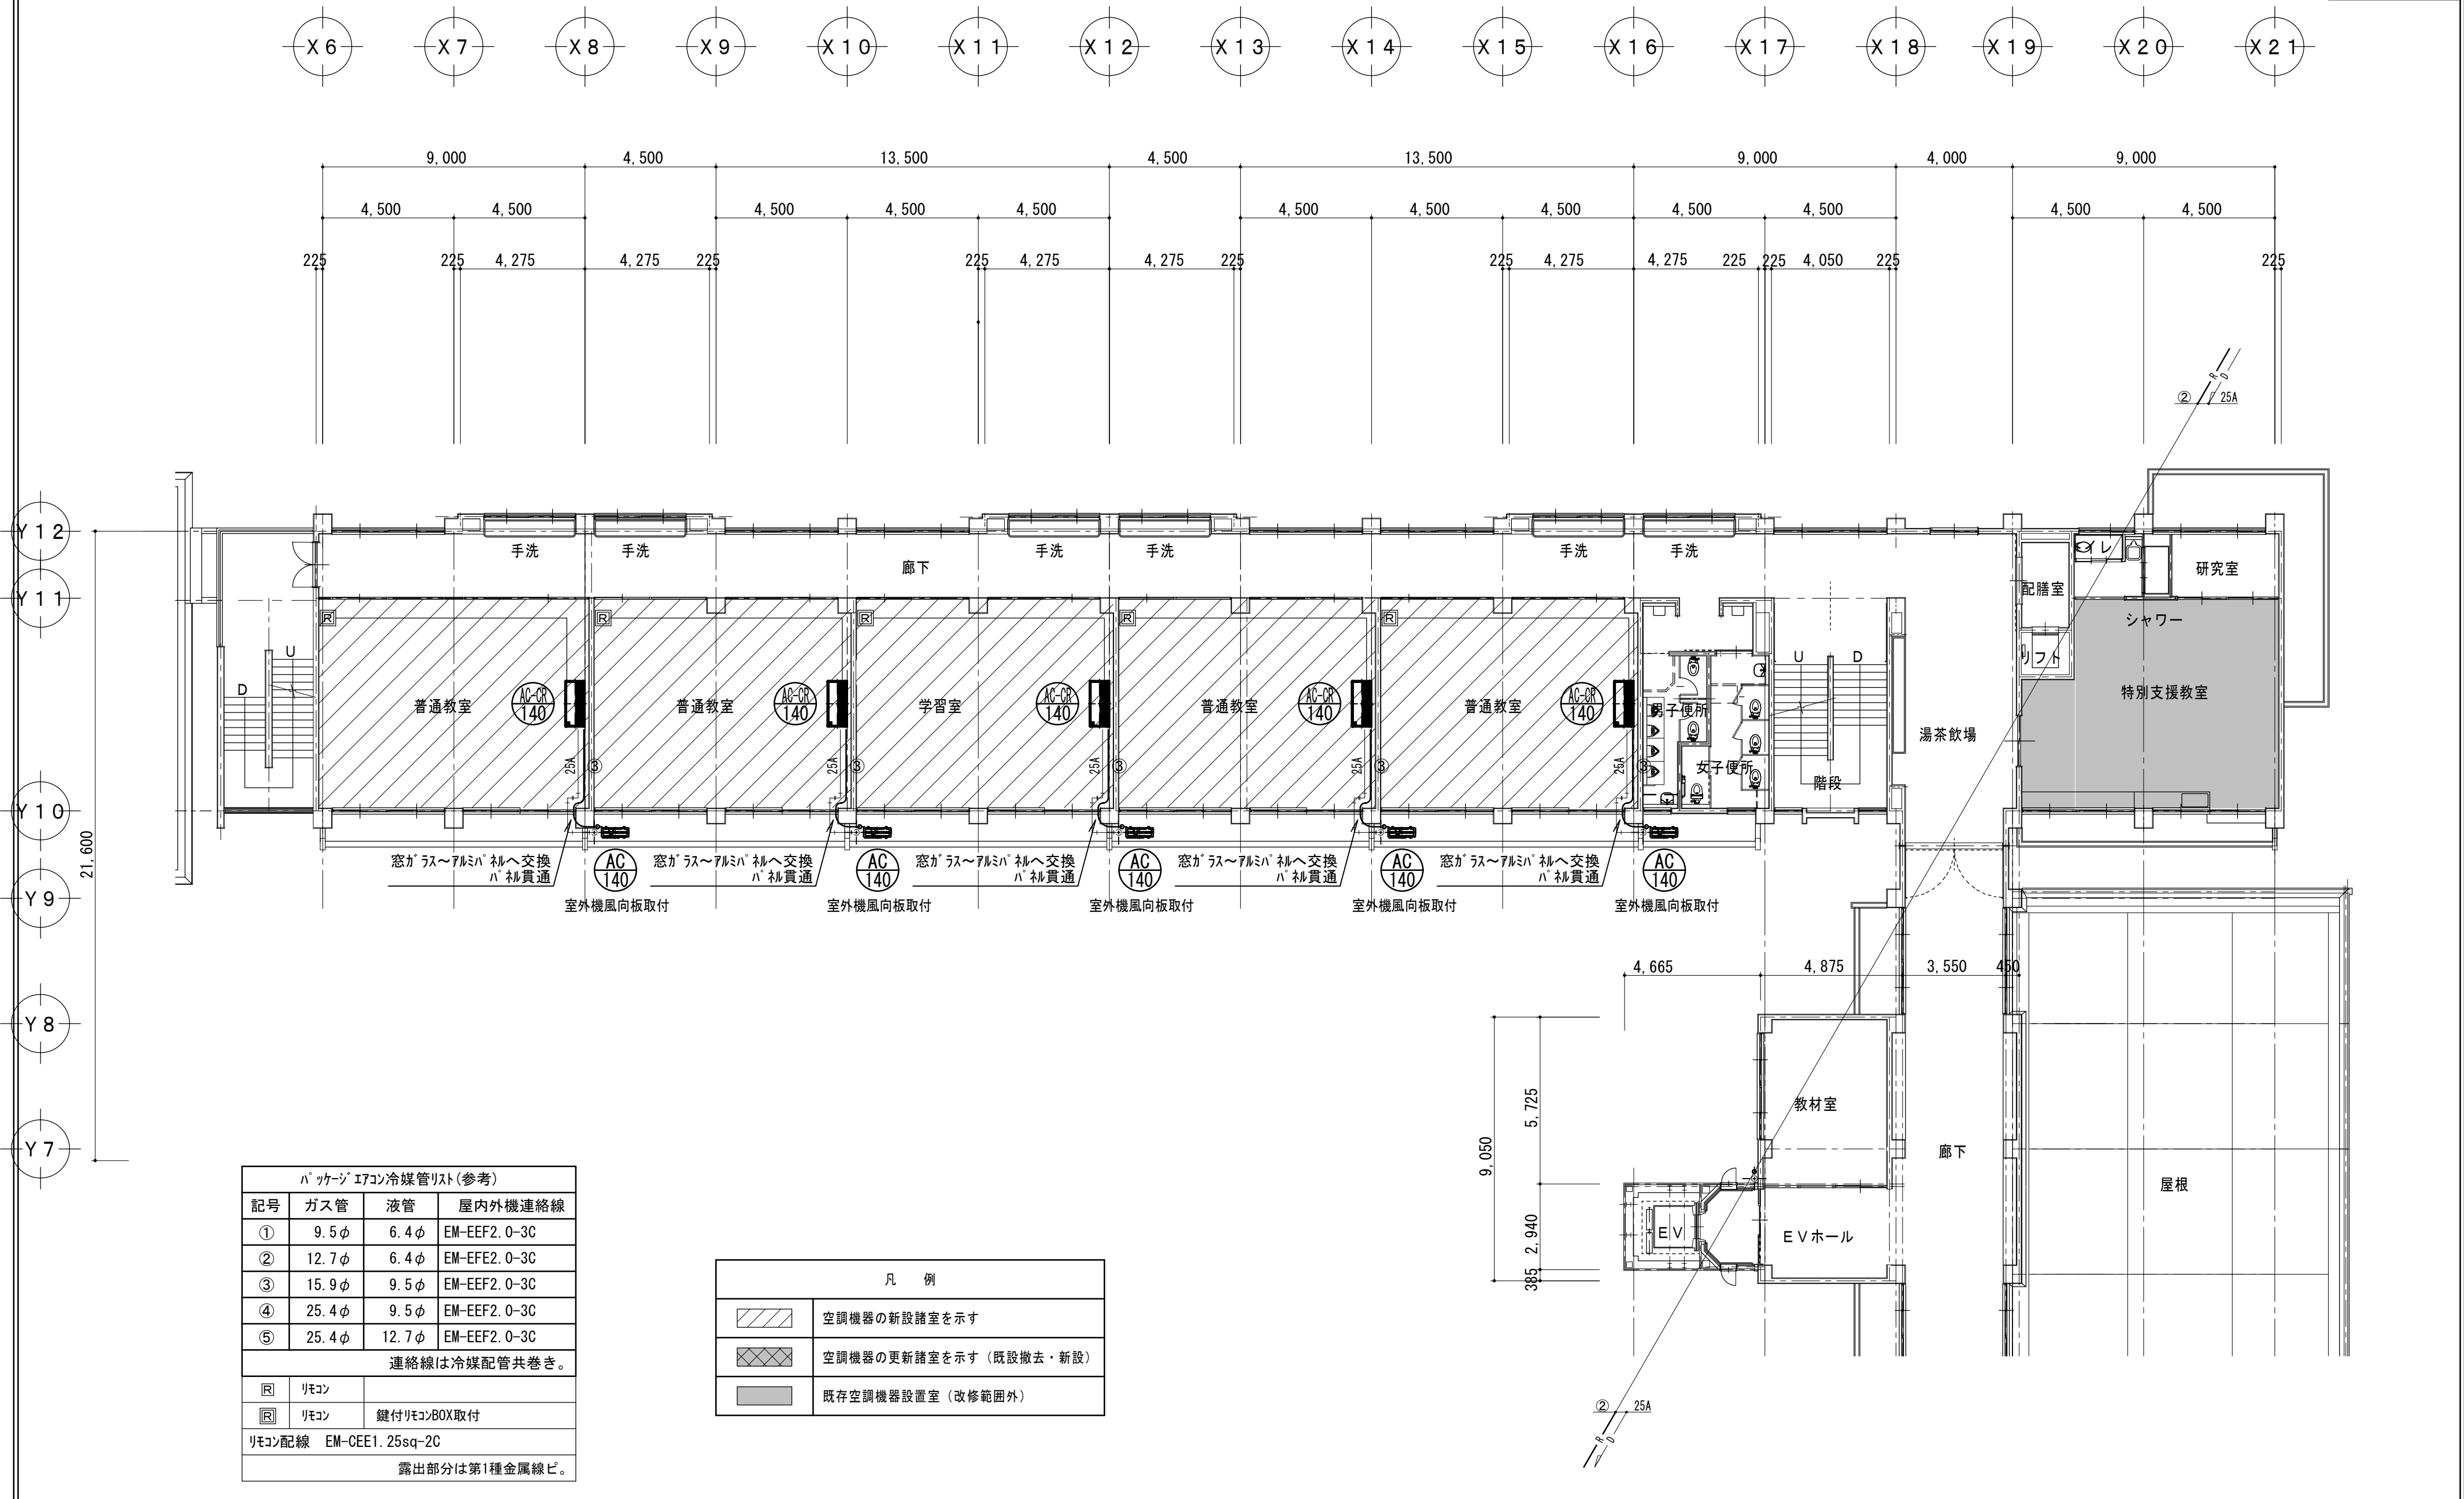 X6 X7 X8 X9 X10 X11 X12 X13 X14 X15 X16 X17 X18 X19 X20 X21
9,000 4,500 13,500 4,500 13,500 9,000 4,000 9,000
4,500 4,500 4,500 4,500 4,500 4,500 4,500 4,500 4,500 4,500 4,500 4,500
225 225 4,275 4,275 225 225 4,275 4,275 225 225 4,275 4,275 225 225 4,050 225 225
R
D
② 25A
Y12
Y11
Y10
Y9
Y8
Y7
21,600
手洗 手洗 手洗 手洗 手洗 手洗
廊下
トイレ
研究室
配膳室
シャワー
リフト
特別支援教室
R R R R R
U
D
U D
普通教室 普通教室 学習室 普通教室 普通教室
AC-CR
140
AC-CR
140
AC-CR
140
AC-CR
140
AC-CR
140
男子便所
女子便所
階段
湯茶飲場
25A ③ 25A ③ 25A ③ 25A ③ 25A ③
窓ガラス～アルミパネルへ交換
パネル貫通
窓ガラス～アルミパネルへ交換
パネル貫通
窓ガラス～アルミパネルへ交換
パネル貫通
窓ガラス～アルミパネルへ交換
パネル貫通
窓ガラス～アルミパネルへ交換
パネル貫通
AC
140
AC
140
AC
140
AC
140
AC
140
室外機風向板取付 室外機風向板取付 室外機風向板取付 室外機風向板取付 室外機風向板取付
4,665 4,875 3,550 450
9,050
5,725
2,940
385
教材室
廊下
屋根
EV
EVホール
② 25A
R
D
パッケージエアコン冷媒管リスト(参考)
記号 ガス管 液管 屋内外機連絡線
① 9.5φ 6.4φ EM-EEF2.0-3C
② 12.7φ 6.4φ EM-EFE2.0-3C
③ 15.9φ 9.5φ EM-EEF2.0-3C
④ 25.4φ 9.5φ EM-EEF2.0-3C
⑤ 25.4φ 12.7φ EM-EEF2.0-3C
連絡線は冷媒配管共巻き。
R リモコン
R リモコン 鍵付リモコンBOX取付
リモコン配線 EM-CEE1.25sq-2C
露出部分は第1種金属線ピ。
凡 例
空調機器の新設諸室を示す
空調機器の更新諸室を示す（既設撤去・新設）
既存空調機器設置室（改修範囲外）